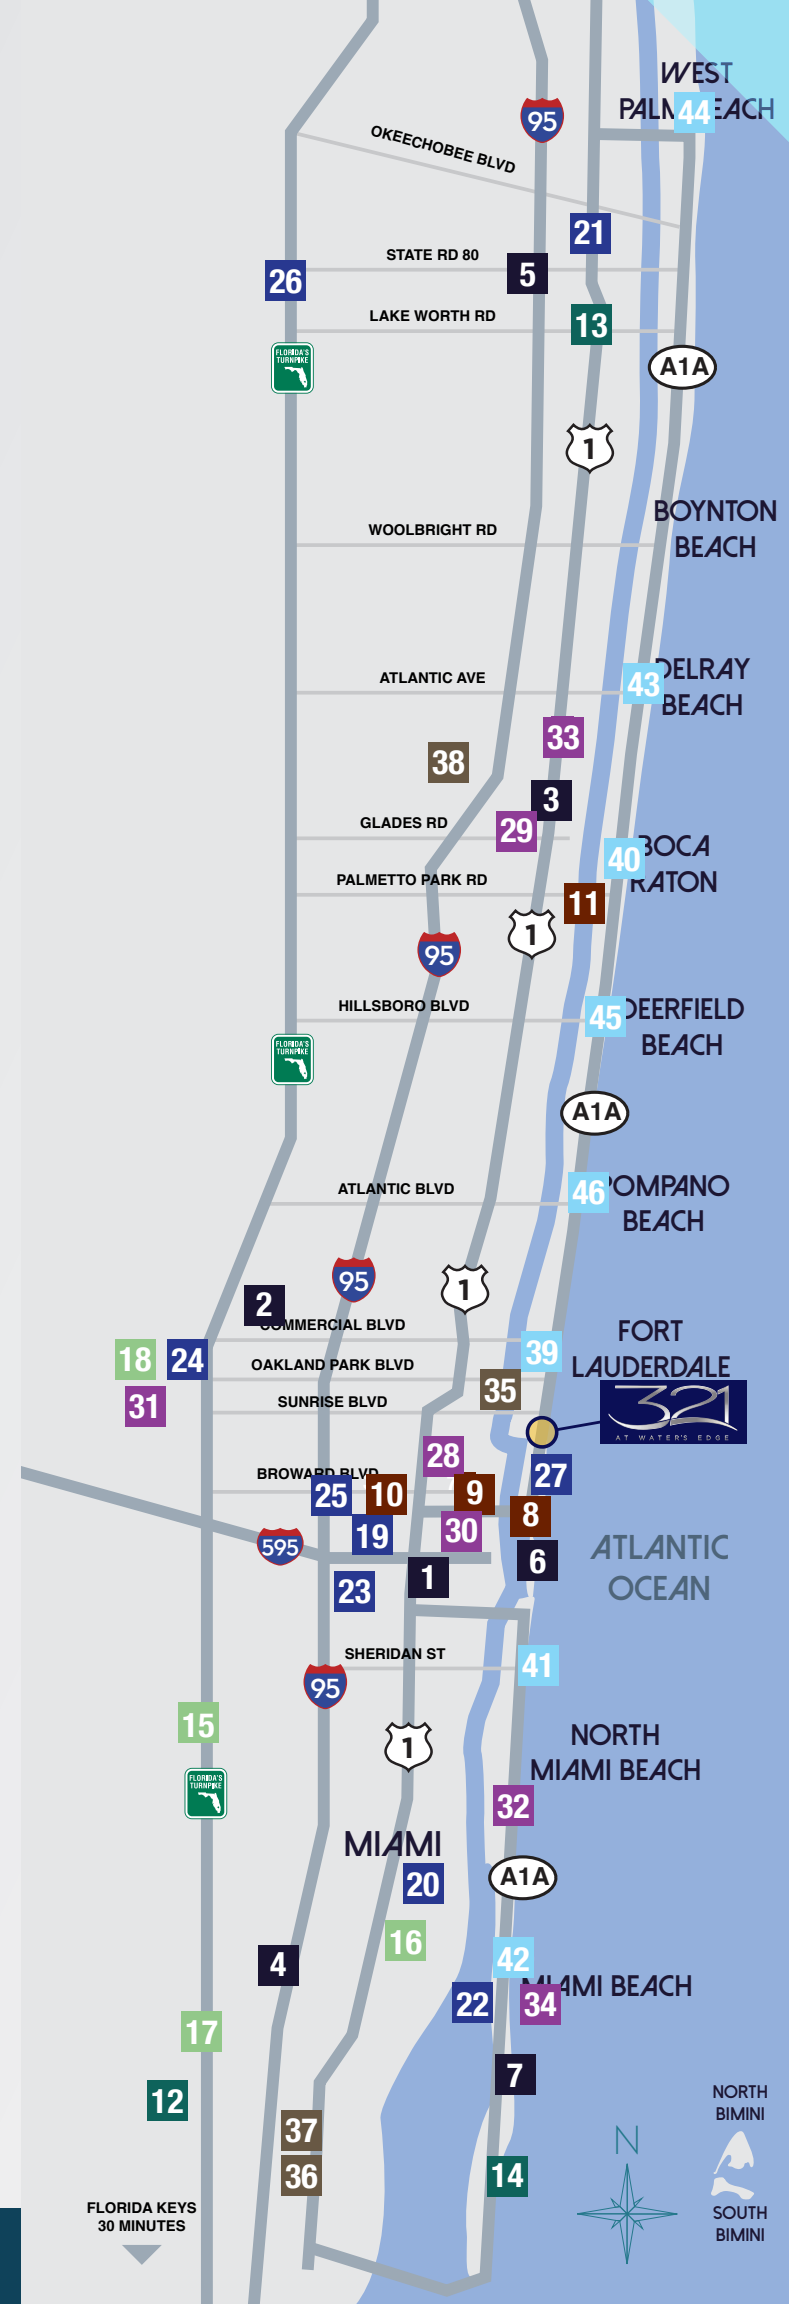 WEST
PALM BEACH
44
95
OKEECHOBEE BLVD
21
STATE RD 80
5
26
LAKE WORTH RD
13
FLORIDA'S
TURNPIKE
A1A
1
BOYNTON
BEACH
WOOLBRIGHT RD
DELRAY
BEACH
43
ATLANTIC AVE
33
38
3
GLADES RD
29
BOCA
RATON
40
PALMETTO PARK RD
11
1
95
HILLSBORO BLVD
45
DEERFIELD
BEACH
FLORIDA'S
TURNPIKE
A1A
ATLANTIC BLVD
46
POMPANO
BEACH
95
1
2
COMMERCIAL BLVD
FORT
LAUDERDALE
39
18
24
OAKLAND PARK BLVD
35
31
SUNRISE BLVD
321
AT WATER'S EDGE
28
BROWARD BLVD
27
25
10
9
8
19
30
595
6
ATLANTIC
OCEAN
1
23
SHERIDAN ST
41
95
15
1
NORTH
MIAMI BEACH
FLORIDA'S
TURNPIKE
32
MIAMI
A1A
20
16
42
4
MIAMI BEACH
22
34
17
7
12
NORTH
BIMINI
37
N
36
14
FLORIDA KEYS
30 MINUTES
SOUTH
BIMINI